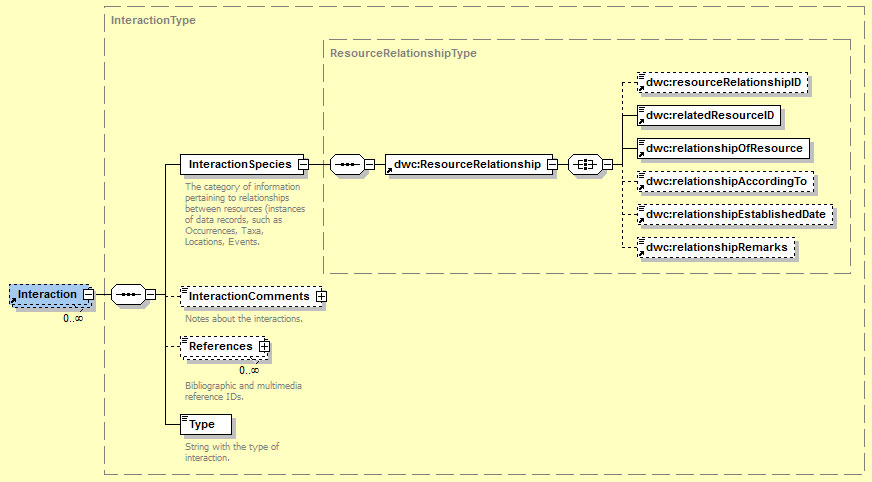 InteractionType
ResourceRelationshipType
dwc:resourceRelationshipID
dwc:relatedResourceID
dwc:relationshipOfResource
dwc:relationshipAccordingTo
dwc:relationshipEstablishedDate
dwc:relationshipRemarks
InteractionSpecies
dwc:ResourceRelationship
The category of information
pertaining to relationships
between resources (instances
of data records, such as
Occurrences, Taxa,
Locations, Events.
Interaction
0..∞
InteractionComments
Notes about the interactions.
References
0..∞
Bibliographic and multimedia
reference IDs.
Type
String with the type of
interaction.